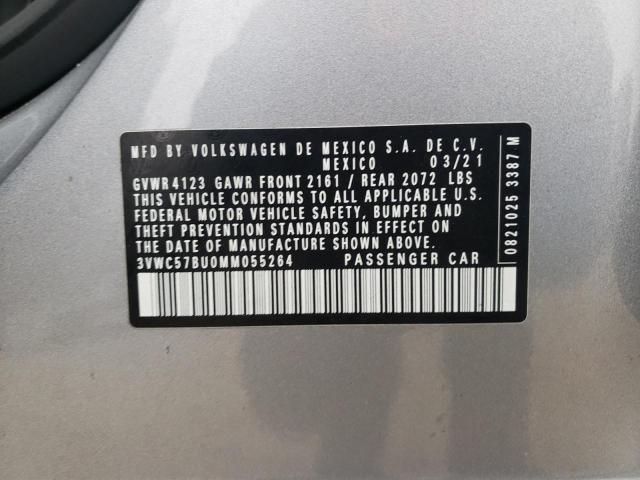 MFD BY VOLKSWAGEN DE MEXICO S.A. DE C.V.
MEXICO 03/21
GVWR 4123 GAWR FRONT 2161 / REAR 2072 LBS
THIS VEHICLE CONFORMS TO ALL APPLICABLE U.S.
FEDERAL MOTOR VEHICLE SAFETY, BUMPER AND
THEFT PREVENTION STANDARDS IN EFFECT ON
THE DATE OF MANUFACTURE SHOWN ABOVE.
3VWC57BU0MM055264 PASSENGER CAR
0821025 3387 M